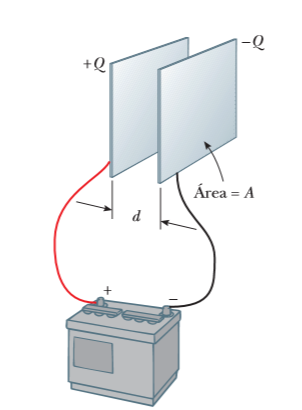 +Q
−Q
Área = A
d
+
−